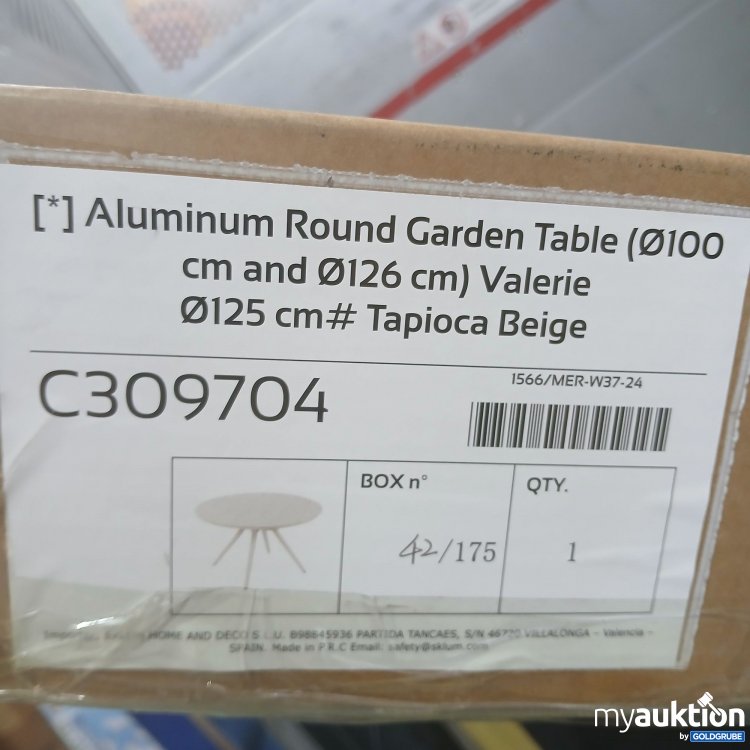 [*] Aluminum Round Garden Table (Ø100
cm and Ø126 cm) Valerie
Ø125 cm# Tapioca Beige
C309704
1566/MER-W37-24
BOX n°
QTY.
42/175
1
HOME AND DECO S.L.U. B98645936 PARTIDA TANCAES, S/N 46720 VILLALONGA - Valencia -
SPAIN. Made in P.R.C Email: safety@sklum.com
myauktion
by GOLDGRUBE